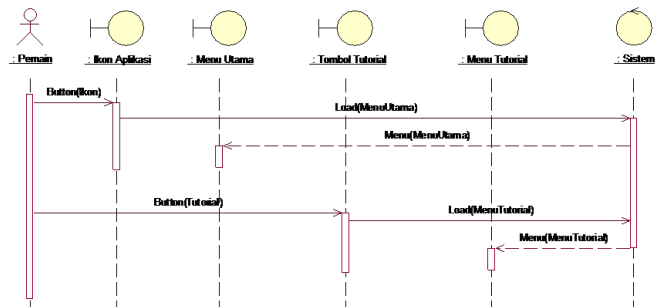 : Pemain
: Ikon Aplikasi
: Menu Utama
: Tombol Tutorial
: Menu Tutorial
: Sistem
Button(Ikon)
Load(MenuUtama)
Menu(MenuUtama)
Button(Tutorial)
Load(MenuTutorial)
Menu(MenuTutorial)